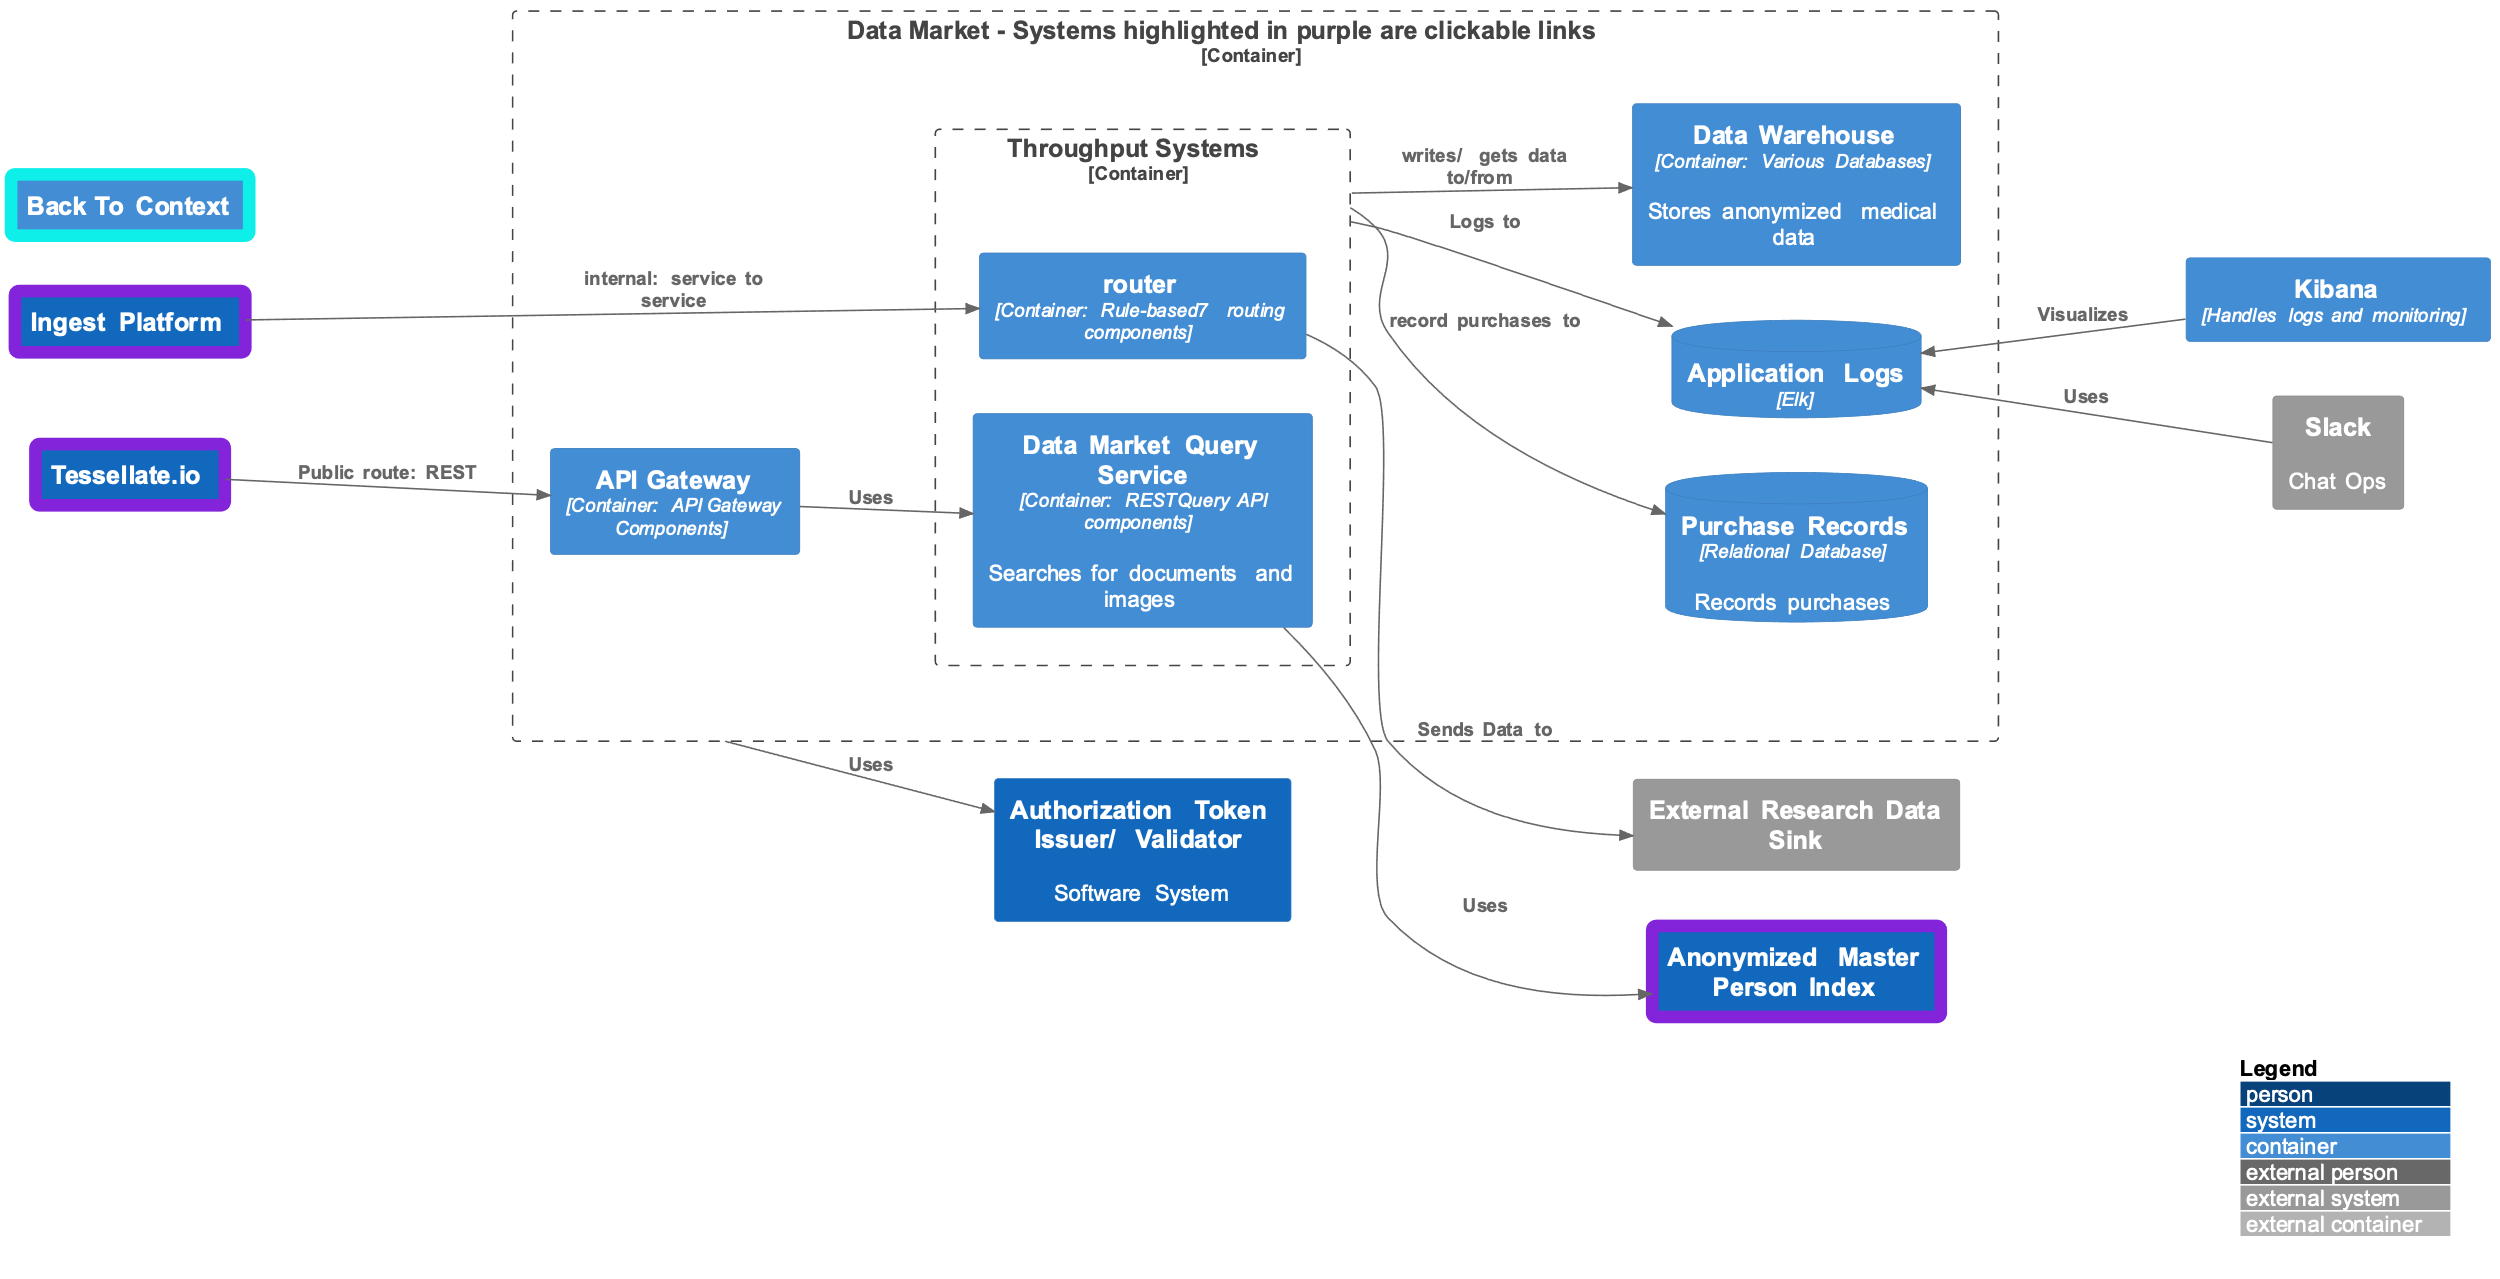 Data Market - Systems highlighted in purple are clickable links
[Container]
Back To Context
Ingest Platform
Tessellate.io
internal: service to
service
Public route: REST
API Gateway
[Container: API Gateway
Components]
Uses
Throughput Systems
[Container]
router
[Container: Rule-based7 routing
components]
Data Market Query
Service
[Container: RESTQuery API
components]
Searches for documents and
images
writes/ gets data
to/from
Logs to
record purchases to
Data Warehouse
[Container: Various Databases]
Stores anonymized medical
data
Application Logs
[Elk]
Purchase Records
[Relational Database]
Records purchases
Visualizes
Uses
Kibana
[Handles logs and monitoring]
Slack
Chat Ops
Sends Data to
Uses
Authorization Token
Issuer/ Validator
Software System
External Research Data
Sink
Uses
Anonymized Master
Person Index
Legend
person
system
container
external person
external system
external container